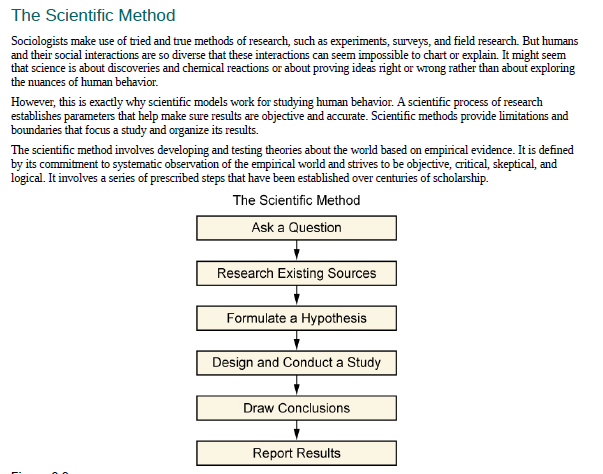 The Scientific Method
Sociologists make use of tried and true methods of research, such as experiments, surveys, and field research. But humans
and their social interactions are so diverse that these interactions can seem impossible to chart or explain. It might seem
that science is about discoveries and chemical reactions or about proving ideas right or wrong rather than about exploring
the nuances of human behavior.
However, this is exactly why scientific models work for studying human behavior. A scientific process of research
establishes parameters that help make sure results are objective and accurate. Scientific methods provide limitations and
boundaries that focus a study and organize its results.
The scientific method involves developing and testing theories about the world based on empirical evidence. It is defined
by its commitment to systematic observation of the empirical world and strives to be objective, critical, skeptical, and
logical. It involves a series of prescribed steps that have been established over centuries of scholarship.
The Scientific Method
Ask a Question
Research Existing Sources
Formulate a Hypothesis
Design and Conduct a Study
Draw Conclusions
Report Results